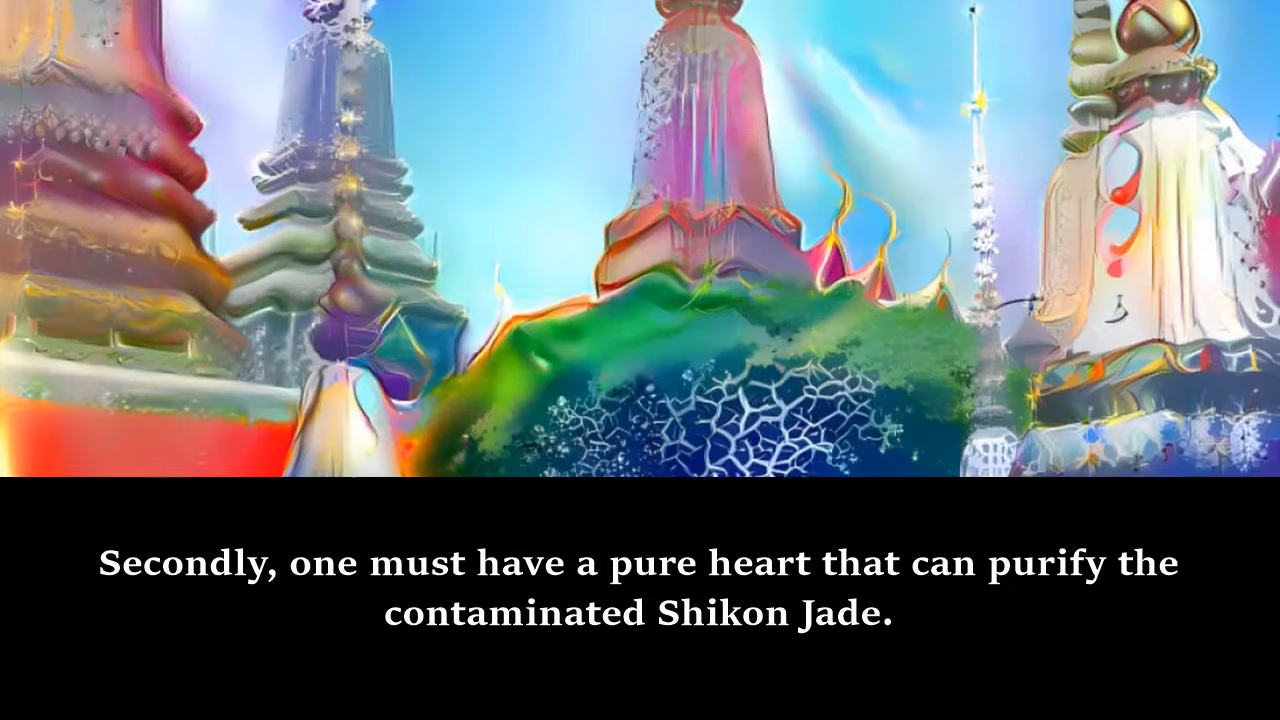 Secondly, one must have a pure heart that can purify the
contaminated Shikon Jade.